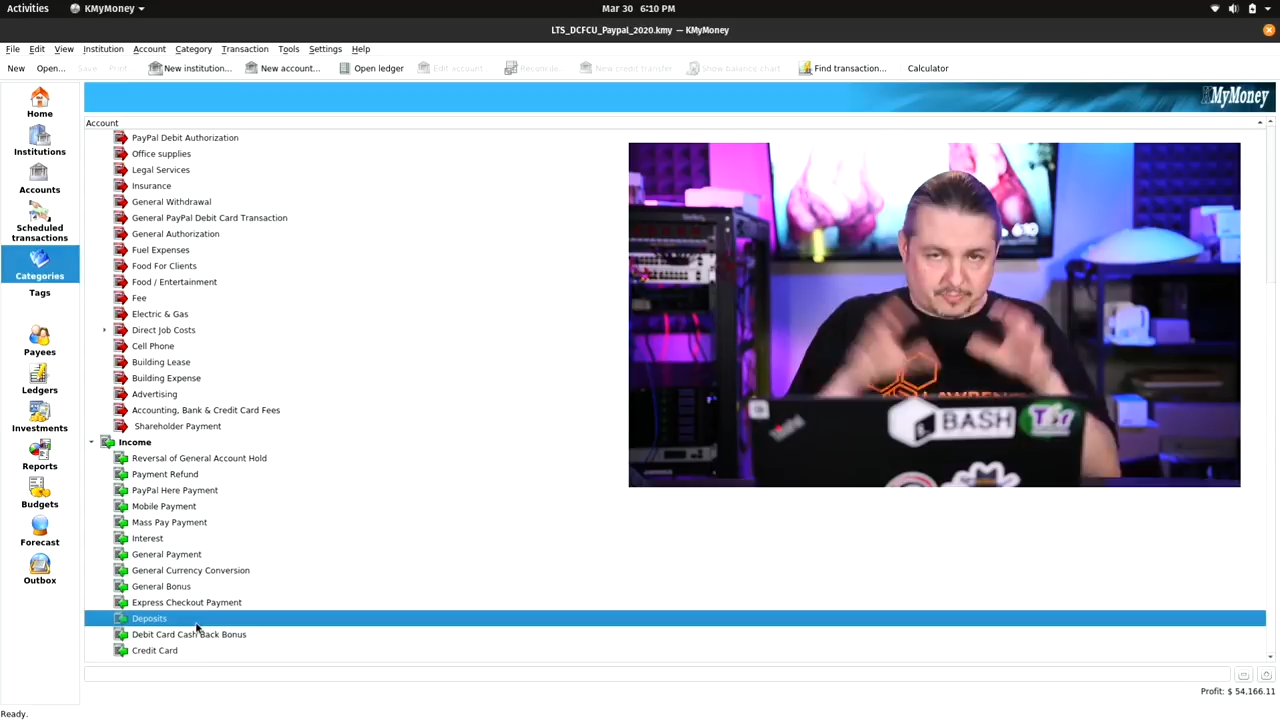 Activities KMyMoney Mar 30 6:10 PM
LTS_DCFCU_Paypal_2020.kmy — KMyMoney
File Edit View Institution Account Category Transaction Tools Settings Help
New Open... Save Print New institution... New account... Open ledger Edit account... Reconcile... New credit transfer Show balance chart... Find transaction... Calculator
Home
Institutions
Accounts
Scheduled
transactions
Categories
Tags
Payees
Ledgers
Investments
Reports
Budgets
Forecast
Outbox
KMyMoney
Account
PayPal Debit Authorization
Office supplies
Legal Services
Insurance
General Withdrawal
General PayPal Debit Card Transaction
General Authorization
Fuel Expenses
Food For Clients
Food / Entertainment
Fee
Electric & Gas
Direct Job Costs
Cell Phone
Building Lease
Building Expense
Advertising
Accounting, Bank & Credit Card Fees
Shareholder Payment
Income
Reversal of General Account Hold
Payment Refund
PayPal Here Payment
Mobile Payment
Mass Pay Payment
Interest
General Payment
General Currency Conversion
General Bonus
Express Checkout Payment
Deposits
Debit Card Cash Back Bonus
Credit Card
BASH
Profit: $ 54,166.11
Ready.